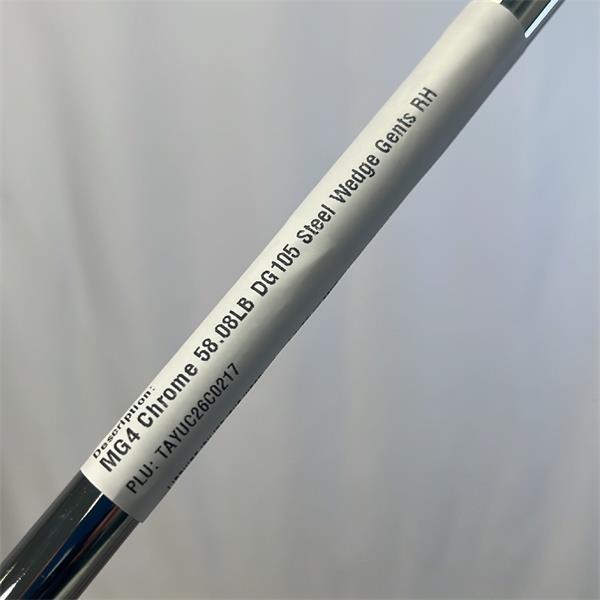 Description:
MG4 Chrome 58.08LB DG105 Steel Wedge Gents RH
PLU: TAYUC26C0217